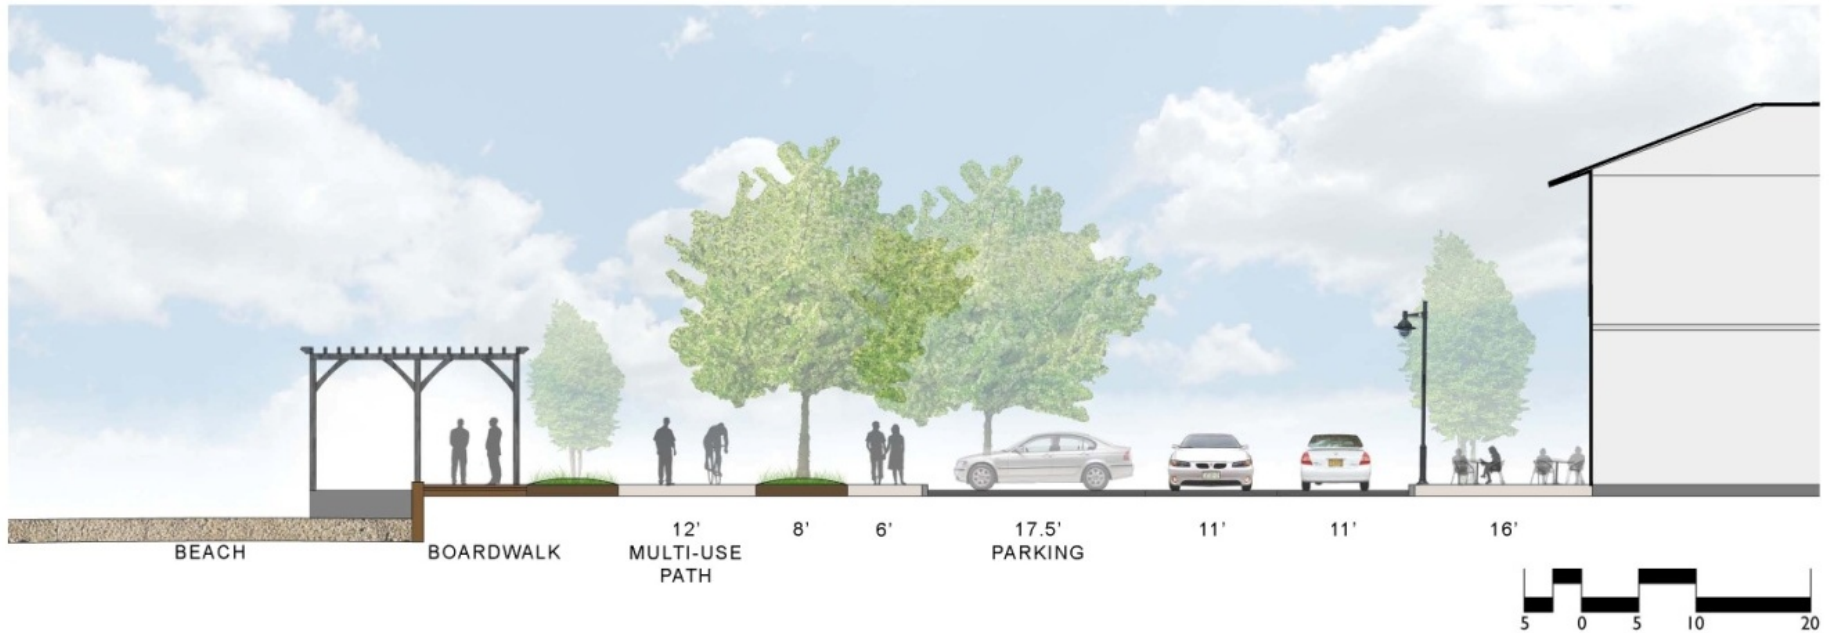 12' 8' 6' 17.5' 11' 11' 16'
BEACH BOARDWALK MULTI-USE PARKING
PATH
5 0 5 10 20